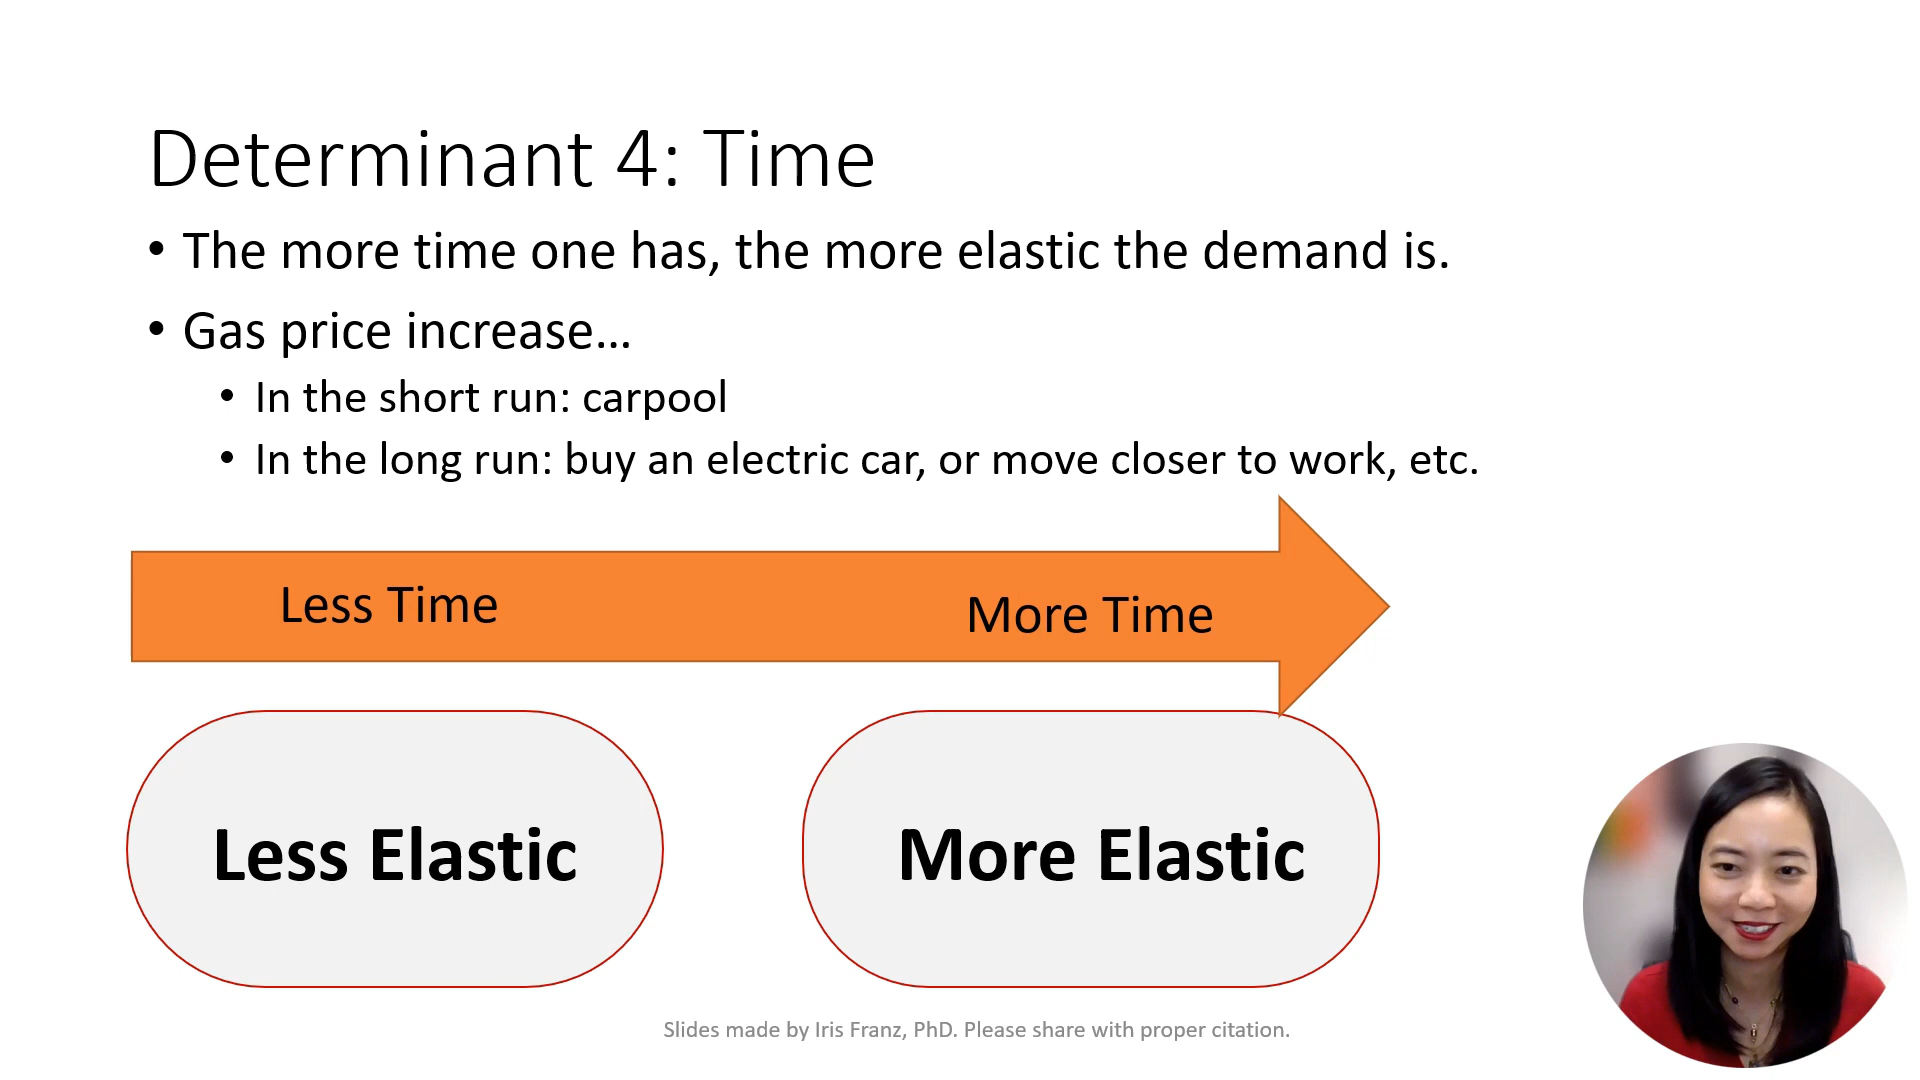 Determinant 4: Time
• The more time one has, the more elastic the demand is.
• Gas price increase…
• In the short run: carpool
• In the long run: buy an electric car, or move closer to work, etc.
Less Time
More Time
Less Elastic
More Elastic
Slides made by Iris Franz, PhD. Please share with proper citation.